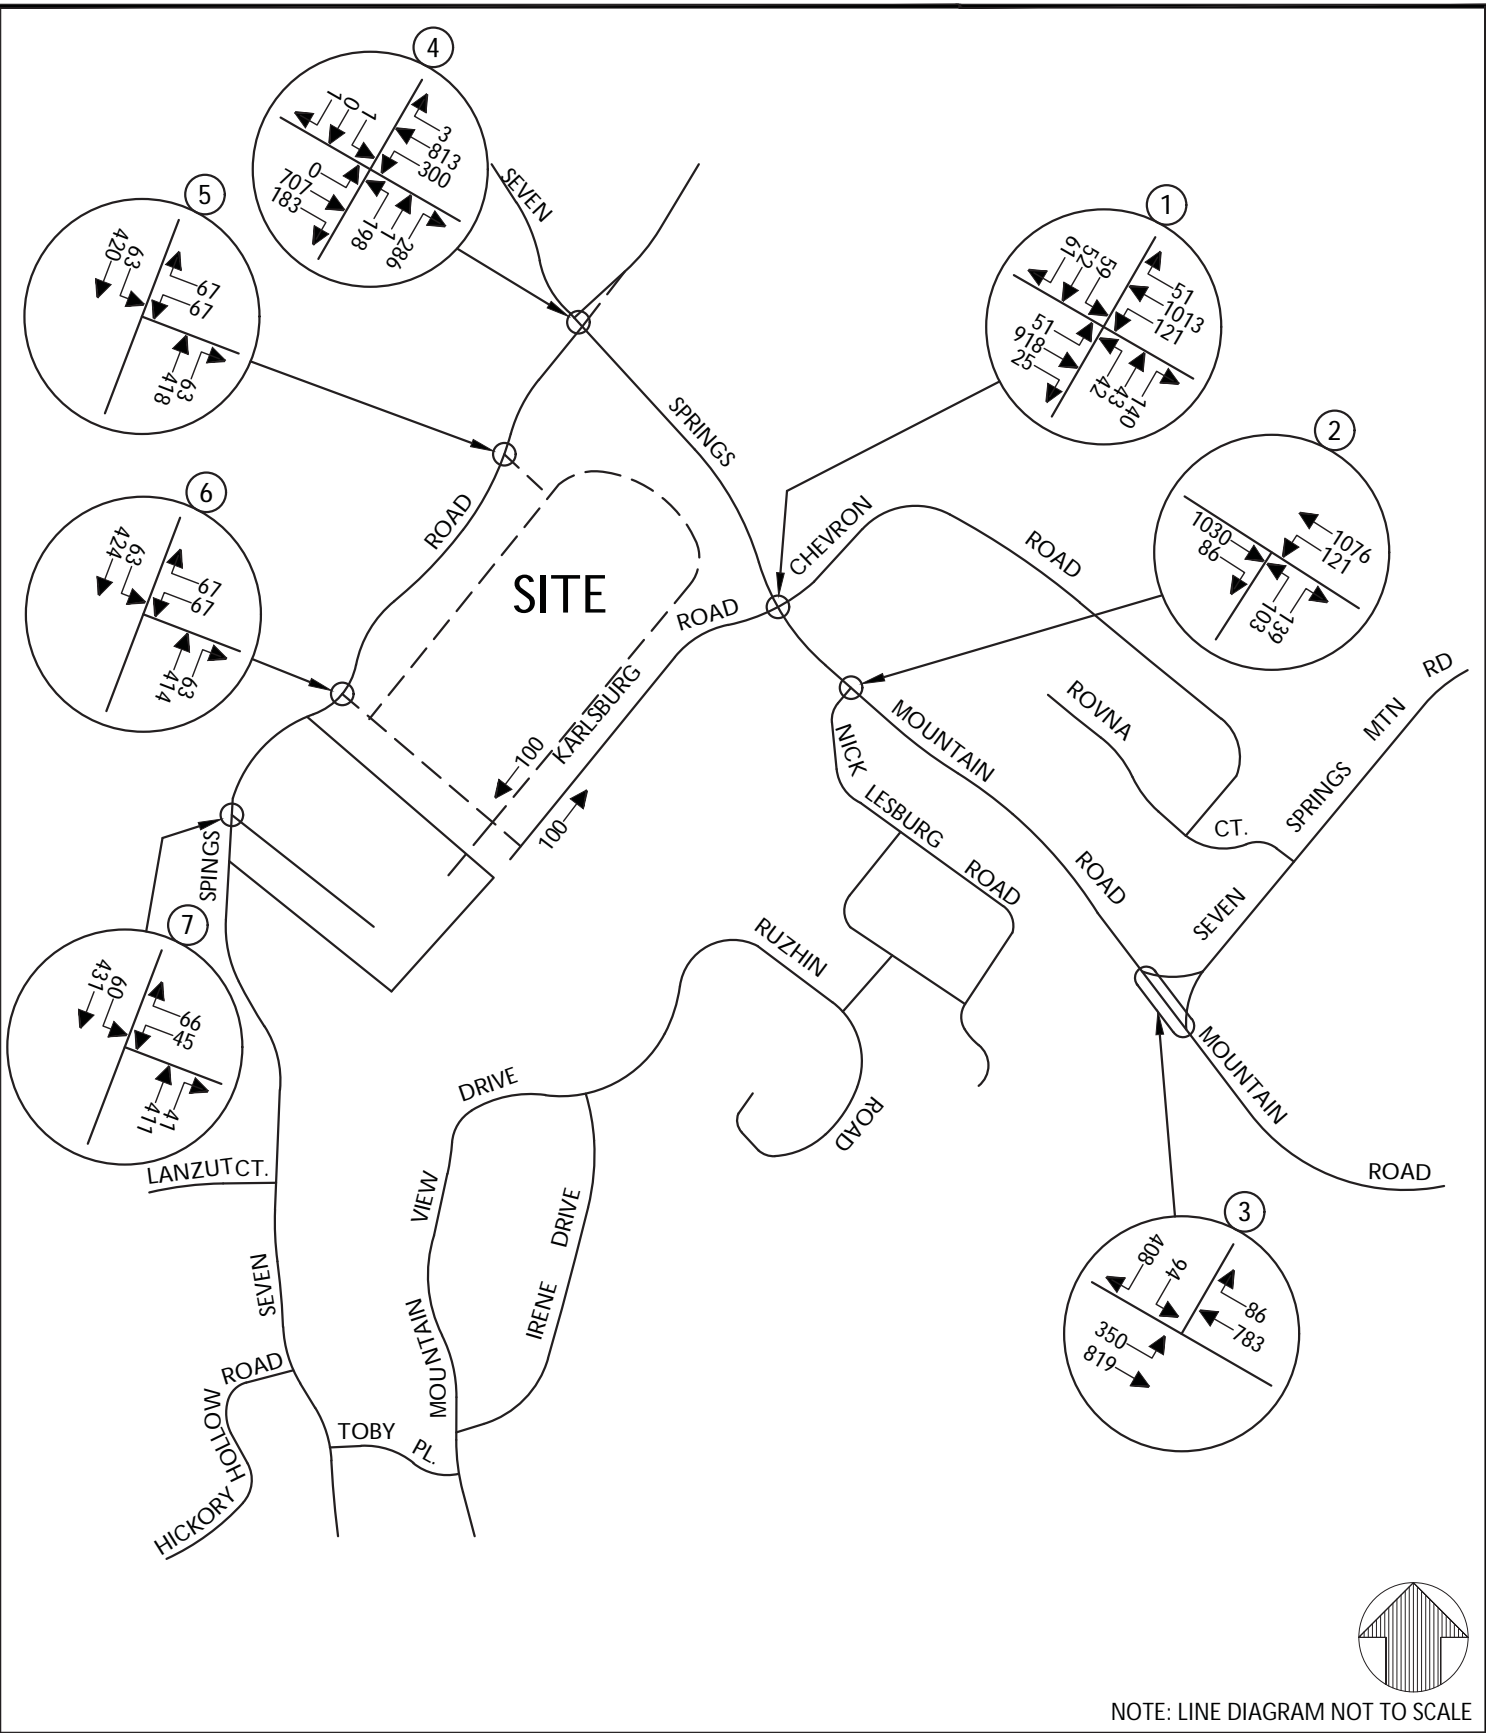 4
1
0
1
3
813
300
0
707
183
198
1
286
SEVEN
5
420
63
67
67
418
63
1
61
52
59
51
1013
121
51
918
25
42
43
140
SPRINGS
2
1030
86
1076
121
103
139
6
424
63
67
67
414
63
ROAD
SITE
CHEVRON
ROAD
ROAD
KARLSBURG
100
100
ROVNA
CT.
NICK
LESBURG
ROAD
MOUNTAIN
ROAD
SEVEN
SPRINGS
MTN
RD
SPINGS
7
431
60
66
45
411
41
RUZHIN
ROAD
MOUNTAIN
ROAD
DRIVE
VIEW
MOUNTAIN
IRENE
DRIVE
LANZUT CT.
SEVEN
3
408
94
86
783
350
819
ROAD
HOLLOW
HICKORY
TOBY
PL.
NOTE: LINE DIAGRAM NOT TO SCALE